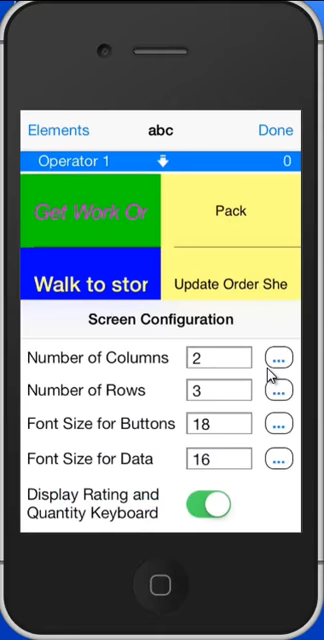 Elements abc Done
Operator 1 0
Get Work Or Pack
Walk to stor Update Order She
Screen Configuration
Number of Columns 2 ...
Number of Rows 3 ...
Font Size for Buttons 18 ...
Font Size for Data 16 ...
Display Rating and
Quantity Keyboard